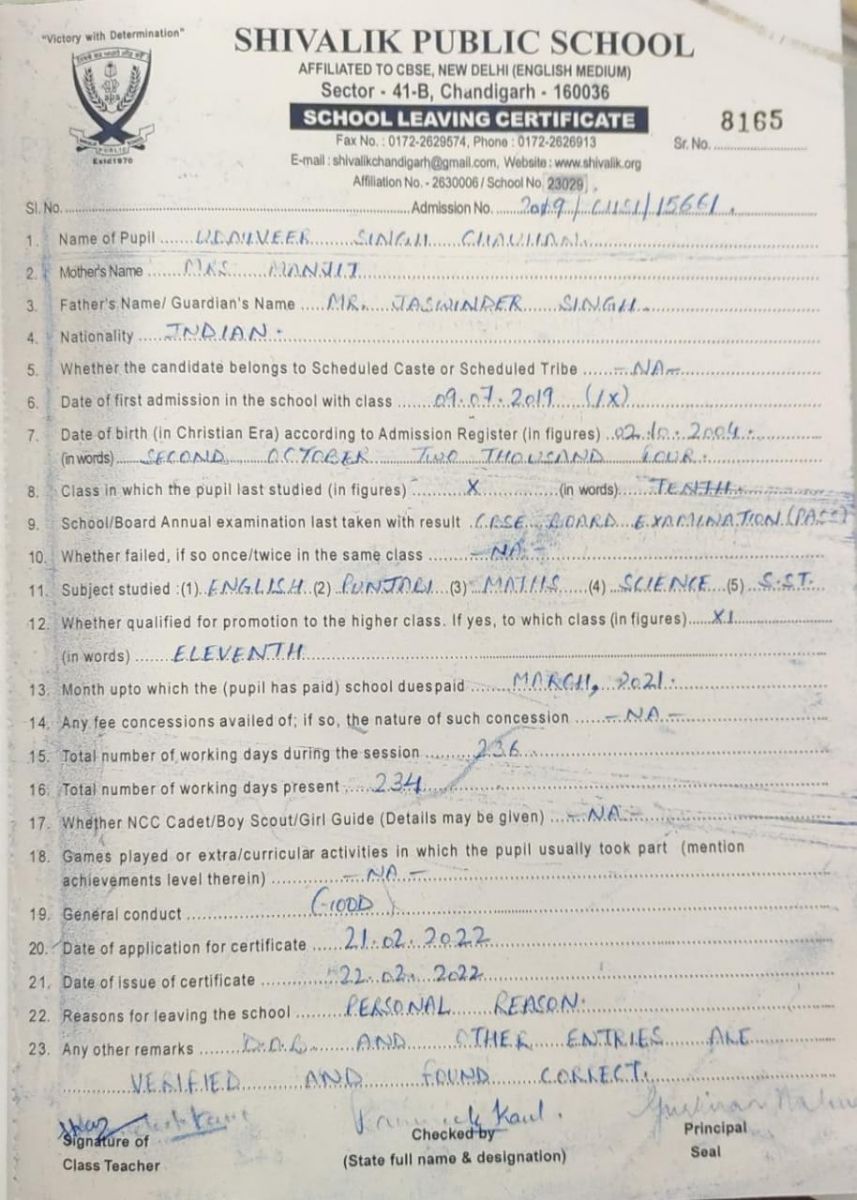 "Victory with Determination"
SHIVALIK PUBLIC SCHOOL
AFFILIATED TO CBSE, NEW DELHI (ENGLISH MEDIUM)
Sector - 41-B, Chandigarh - 160036
SCHOOL LEAVING CERTIFICATE
8165
Fax No. : 0172-2629574, Phone : 0172-2626913
Sr. No.
Estd1970
E-mail : shivalikchandigarh@gmail.com, Website : www.shivalik.org
Affiliation No. - 2630006 / School No. 23029
Sl. No. Admission No. 2019/CHSI/15661.
1. Name of Pupil UDAYVEER SINGH CHAUHAN
2. Mother's Name MRS. MANJIT
3. Father's Name/ Guardian's Name MR. JASWINDER SINGH.
4. Nationality INDIAN.
5. Whether the candidate belongs to Scheduled Caste or Scheduled Tribe -NA-
6. Date of first admission in the school with class 09.07.2019 (IX)
7. Date of birth (in Christian Era) according to Admission Register (in figures) 02.10.2004.
(in words) SECOND OCTOBER TWO THOUSAND FOUR.
8. Class in which the pupil last studied (in figures) X (in words) TENTH.
9. School/Board Annual examination last taken with result CBSE BOARD EXAMINATION (PASS)
10. Whether failed, if so once/twice in the same class -NA-
11. Subject studied :(1) ENGLISH (2) PUNJABI (3) MATHS (4) SCIENCE (5) S.ST.
12. Whether qualified for promotion to the higher class. If yes, to which class (in figures) XI
(in words) ELEVENTH
13. Month upto which the (pupil has paid) school duespaid MARCH, 2021.
14. Any fee concessions availed of; if so, the nature of such concession -NA-
15. Total number of working days during the session 236
16. Total number of working days present 234
17. Whether NCC Cadet/Boy Scout/Girl Guide (Details may be given) -NA-
18. Games played or extra/curricular activities in which the pupil usually took part (mention
achievements level therein) -NA-
19. General conduct GOOD
20. Date of application for certificate 21.02.2022
21. Date of issue of certificate 22.02.2022
22. Reasons for leaving the school PERSONAL REASON.
23. Any other remarks D.O.B. AND OTHER ENTRIES ARE
VERIFIED AND FOUND CORRECT.
Kaul.
Signature of Checked by Principal
Class Teacher (State full name & designation) Seal